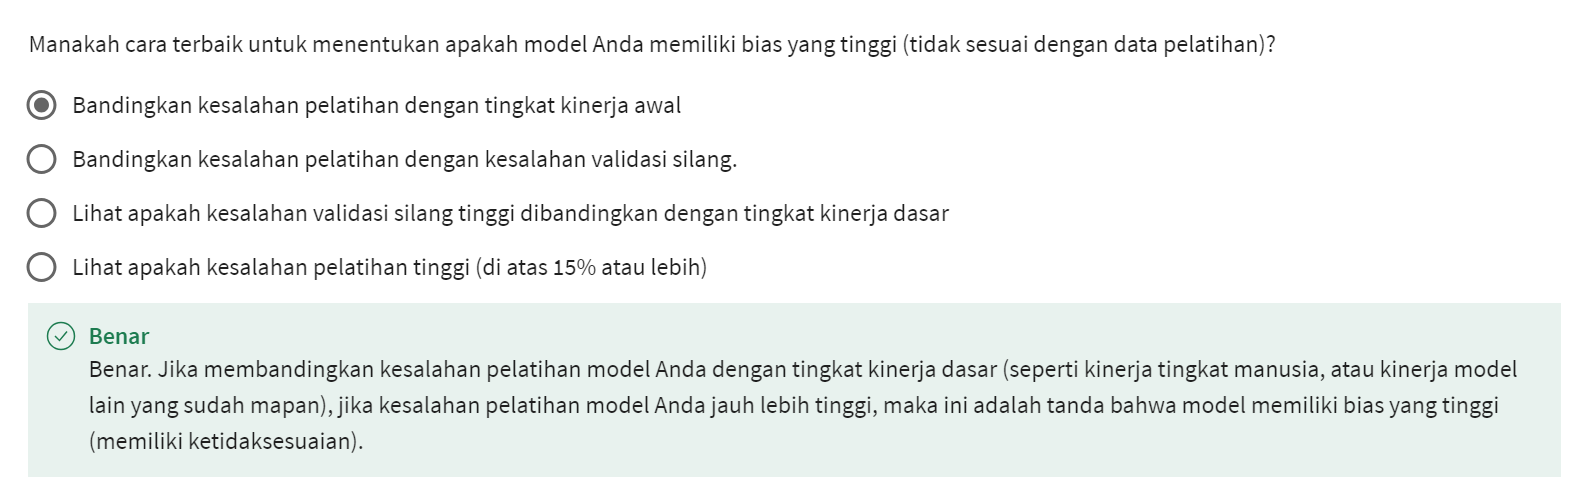 Manakah cara terbaik untuk menentukan apakah model Anda memiliki bias yang tinggi (tidak sesuai dengan data pelatihan)?
Bandingkan kesalahan pelatihan dengan tingkat kinerja awal
Bandingkan kesalahan pelatihan dengan kesalahan validasi silang.
Lihat apakah kesalahan validasi silang tinggi dibandingkan dengan tingkat kinerja dasar
Lihat apakah kesalahan pelatihan tinggi (di atas 15% atau lebih)
Benar
Benar. Jika membandingkan kesalahan pelatihan model Anda dengan tingkat kinerja dasar (seperti kinerja tingkat manusia, atau kinerja model
lain yang sudah mapan), jika kesalahan pelatihan model Anda jauh lebih tinggi, maka ini adalah tanda bahwa model memiliki bias yang tinggi
(memiliki ketidaksesuaian).